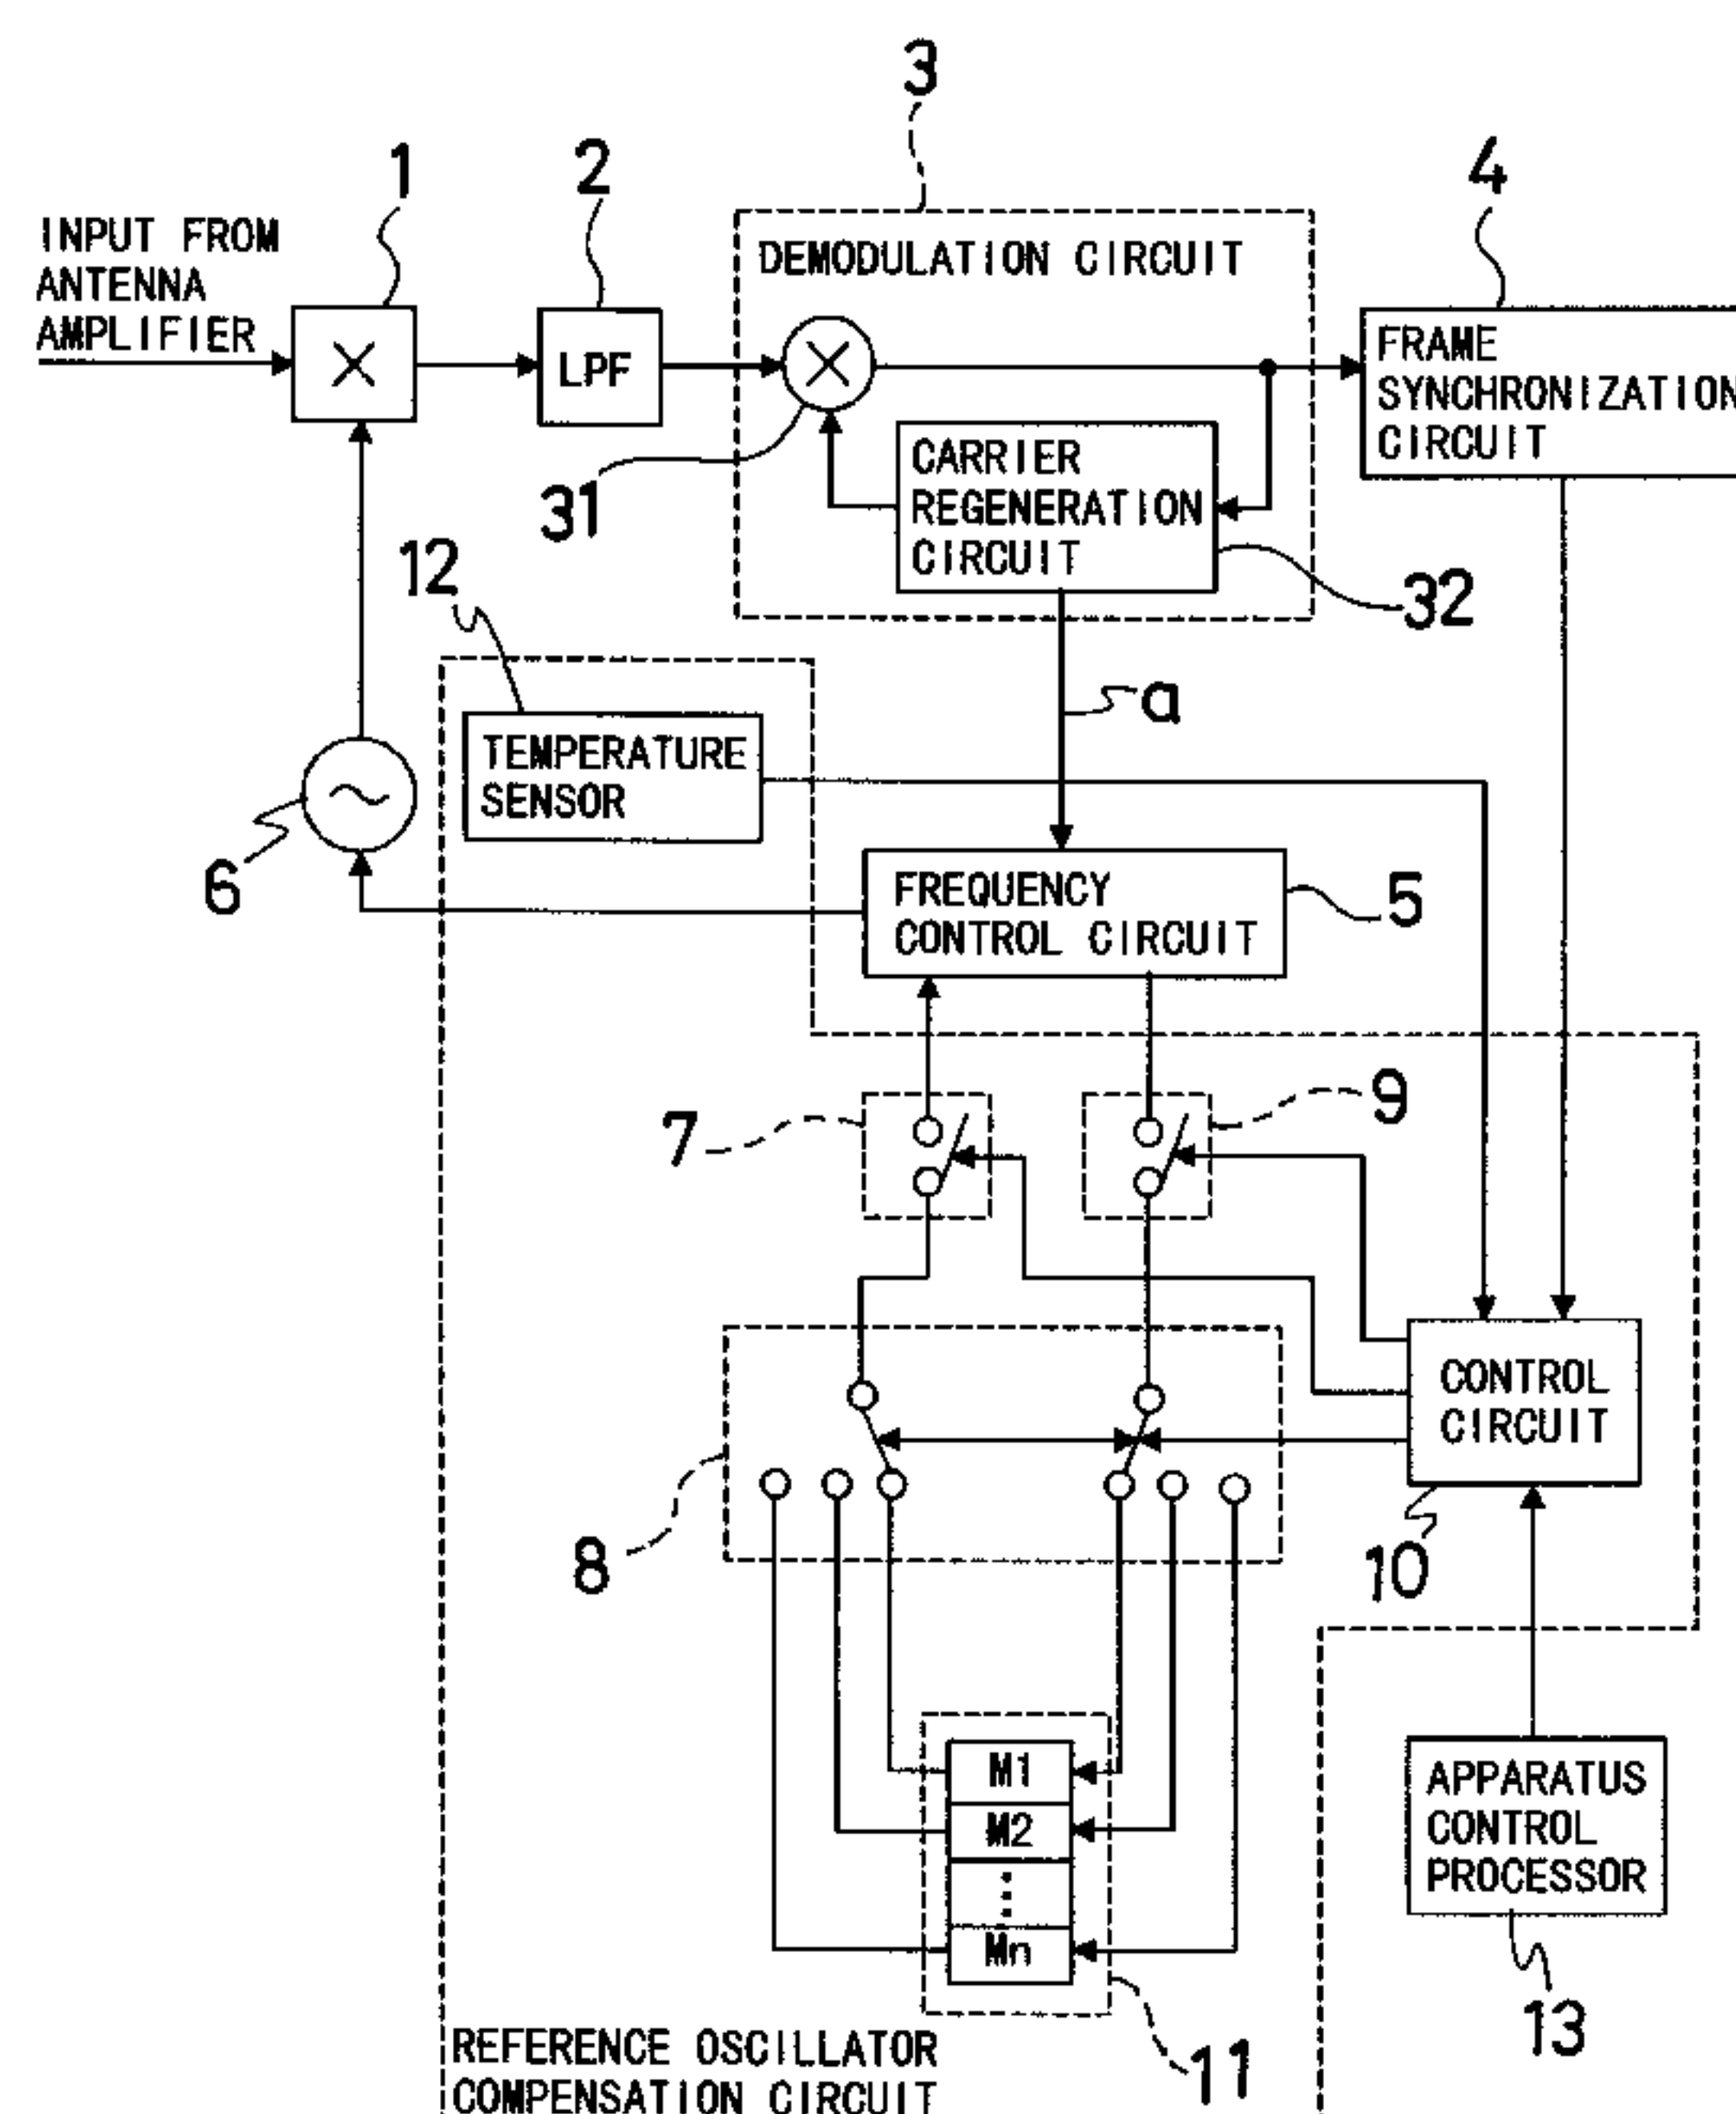 3
1
2
4
INPUT FROM
ANTENNA
AMPLIFIER
DEMODULATION CIRCUIT
LPF
FRAME
SYNCHRONIZATION
CIRCUIT
CARRIER
REGENERATION
CIRCUIT
31
12
32
a
TEMPERATURE
SENSOR
6
FREQUENCY
CONTROL CIRCUIT
5
7
9
CONTROL
CIRCUIT
8
10
M1
M2
Mn
APPARATUS
CONTROL
PROCESSOR
13
11
REFERENCE OSCILLATOR
COMPENSATION CIRCUIT